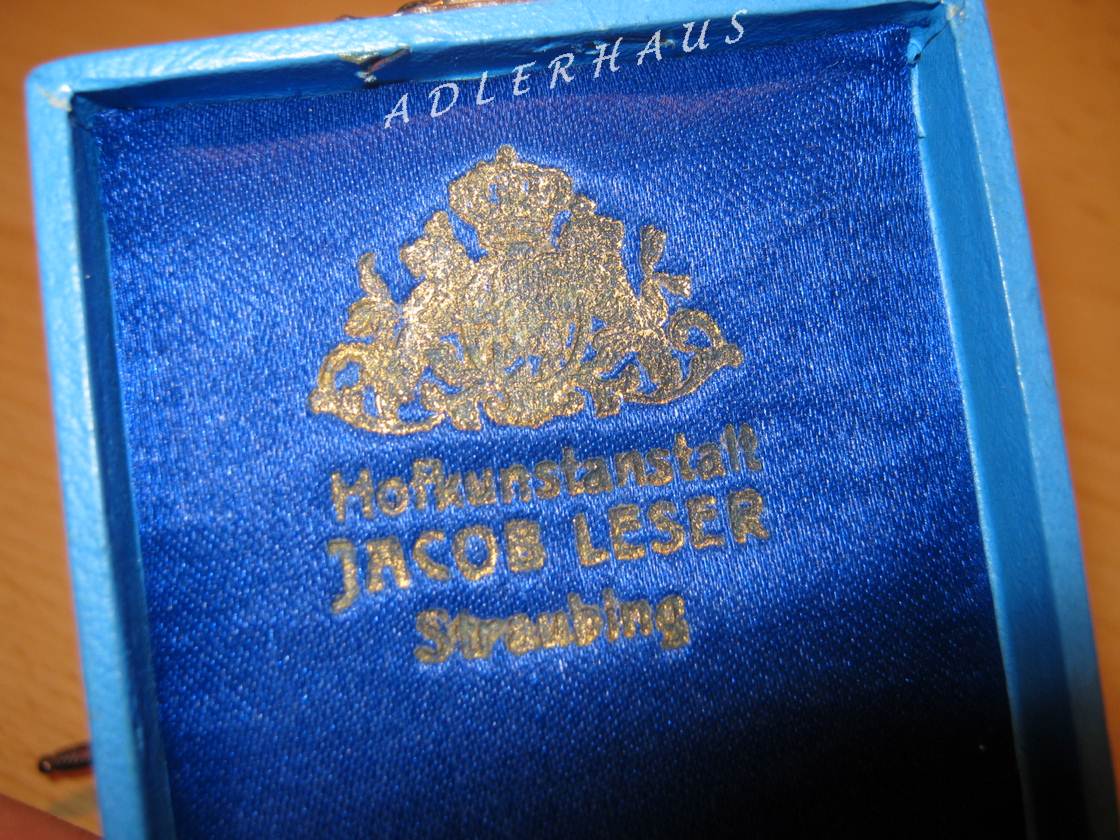 ADLERHAUS
Hofkunstanstalt
JACOB LESER
Straubing